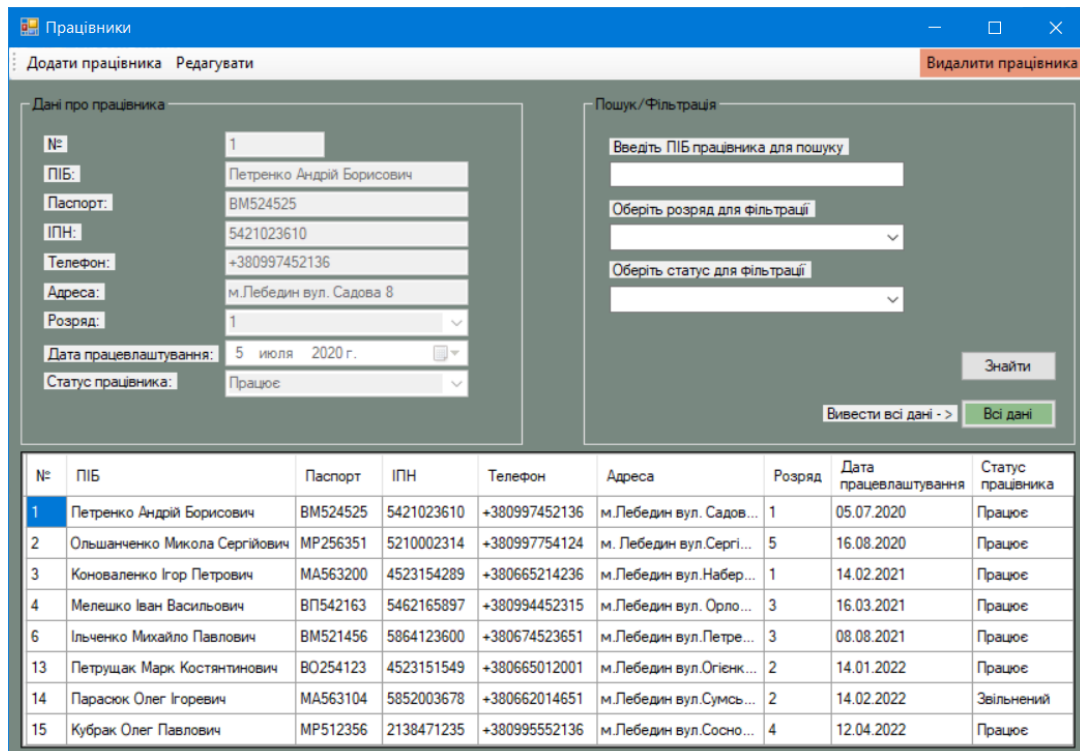 Працівники
Додати працівника Редагувати Видалити працівника
Дані про працівника
№ 1
ПІБ: Петренко Андрій Борисович
Паспорт: ВМ524525
ІПН: 5421023610
Телефон: +380997452136
Адреса: м.Лебедин вул. Садова 8
Розряд: 1
Дата працевлаштування: 5 июля 2020 г.
Статус працівника: Працює
Пошук/Фільтрація
Введіть ПІБ працівника для пошуку
Оберіть розряд для фільтрації
Оберіть статус для фільтрації
Знайти
Вивести всі дані - > Всі дані
№ ПІБ Паспорт ІПН Телефон Адреса Розряд Дата працевлаштування Статус працівника
1 Петренко Андрій Борисович ВМ524525 5421023610 +380997452136 м.Лебедин вул. Садов... 1 05.07.2020 Працює
2 Ольшанченко Микола Сергійович МР256351 5210002314 +380997754124 м. Лебедин вул.Сергі... 5 16.08.2020 Працює
3 Коноваленко Ігор Петрович МА563200 4523154289 +380665214236 м.Лебедин вул.Набер... 1 14.02.2021 Працює
4 Мелешко Іван Васильович ВП542163 5462165897 +380994452315 м.Лебедин вул. Орло... 3 16.03.2021 Працює
6 Ільченко Михайло Павлович ВМ521456 5864123600 +380674523651 м.Лебедин вул.Петре... 3 08.08.2021 Працює
13 Петрущак Марк Костянтинович ВО254123 4523151549 +380665012001 м.Лебедин вул.Огієнк... 2 14.01.2022 Працює
14 Парасюк Олег Ігоревич МА563104 5852003678 +380662014651 м.Лебедин вул.Сумсь... 2 14.02.2022 Звільнений
15 Кубрак Олег Павлович МР512356 2138471235 +380995552136 м.Лебедин вул.Сосно... 4 12.04.2022 Працює